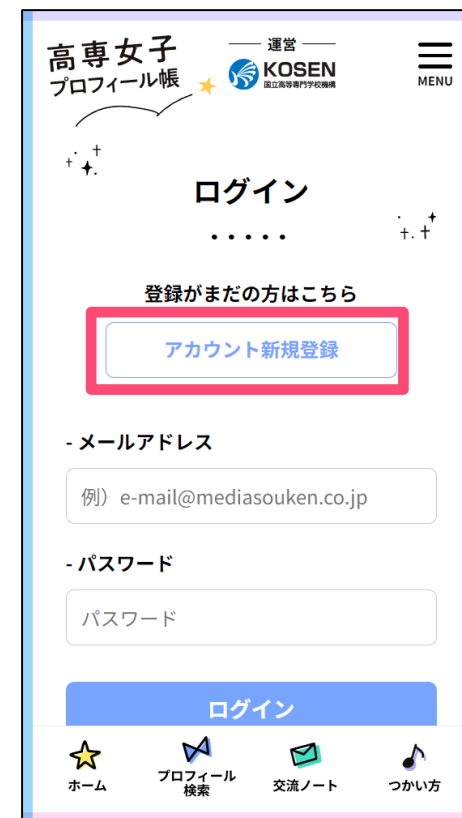 高専女子
プロフィール帳
運営
KOSEN
国立高等専門学校機構
MENU
ログイン
登録がまだの方はこちら
アカウント新規登録
- メールアドレス
例）e-mail@mediasouken.co.jp
- パスワード
パスワード
ログイン
ホーム
プロフィール
検索
交流ノート
つかい方